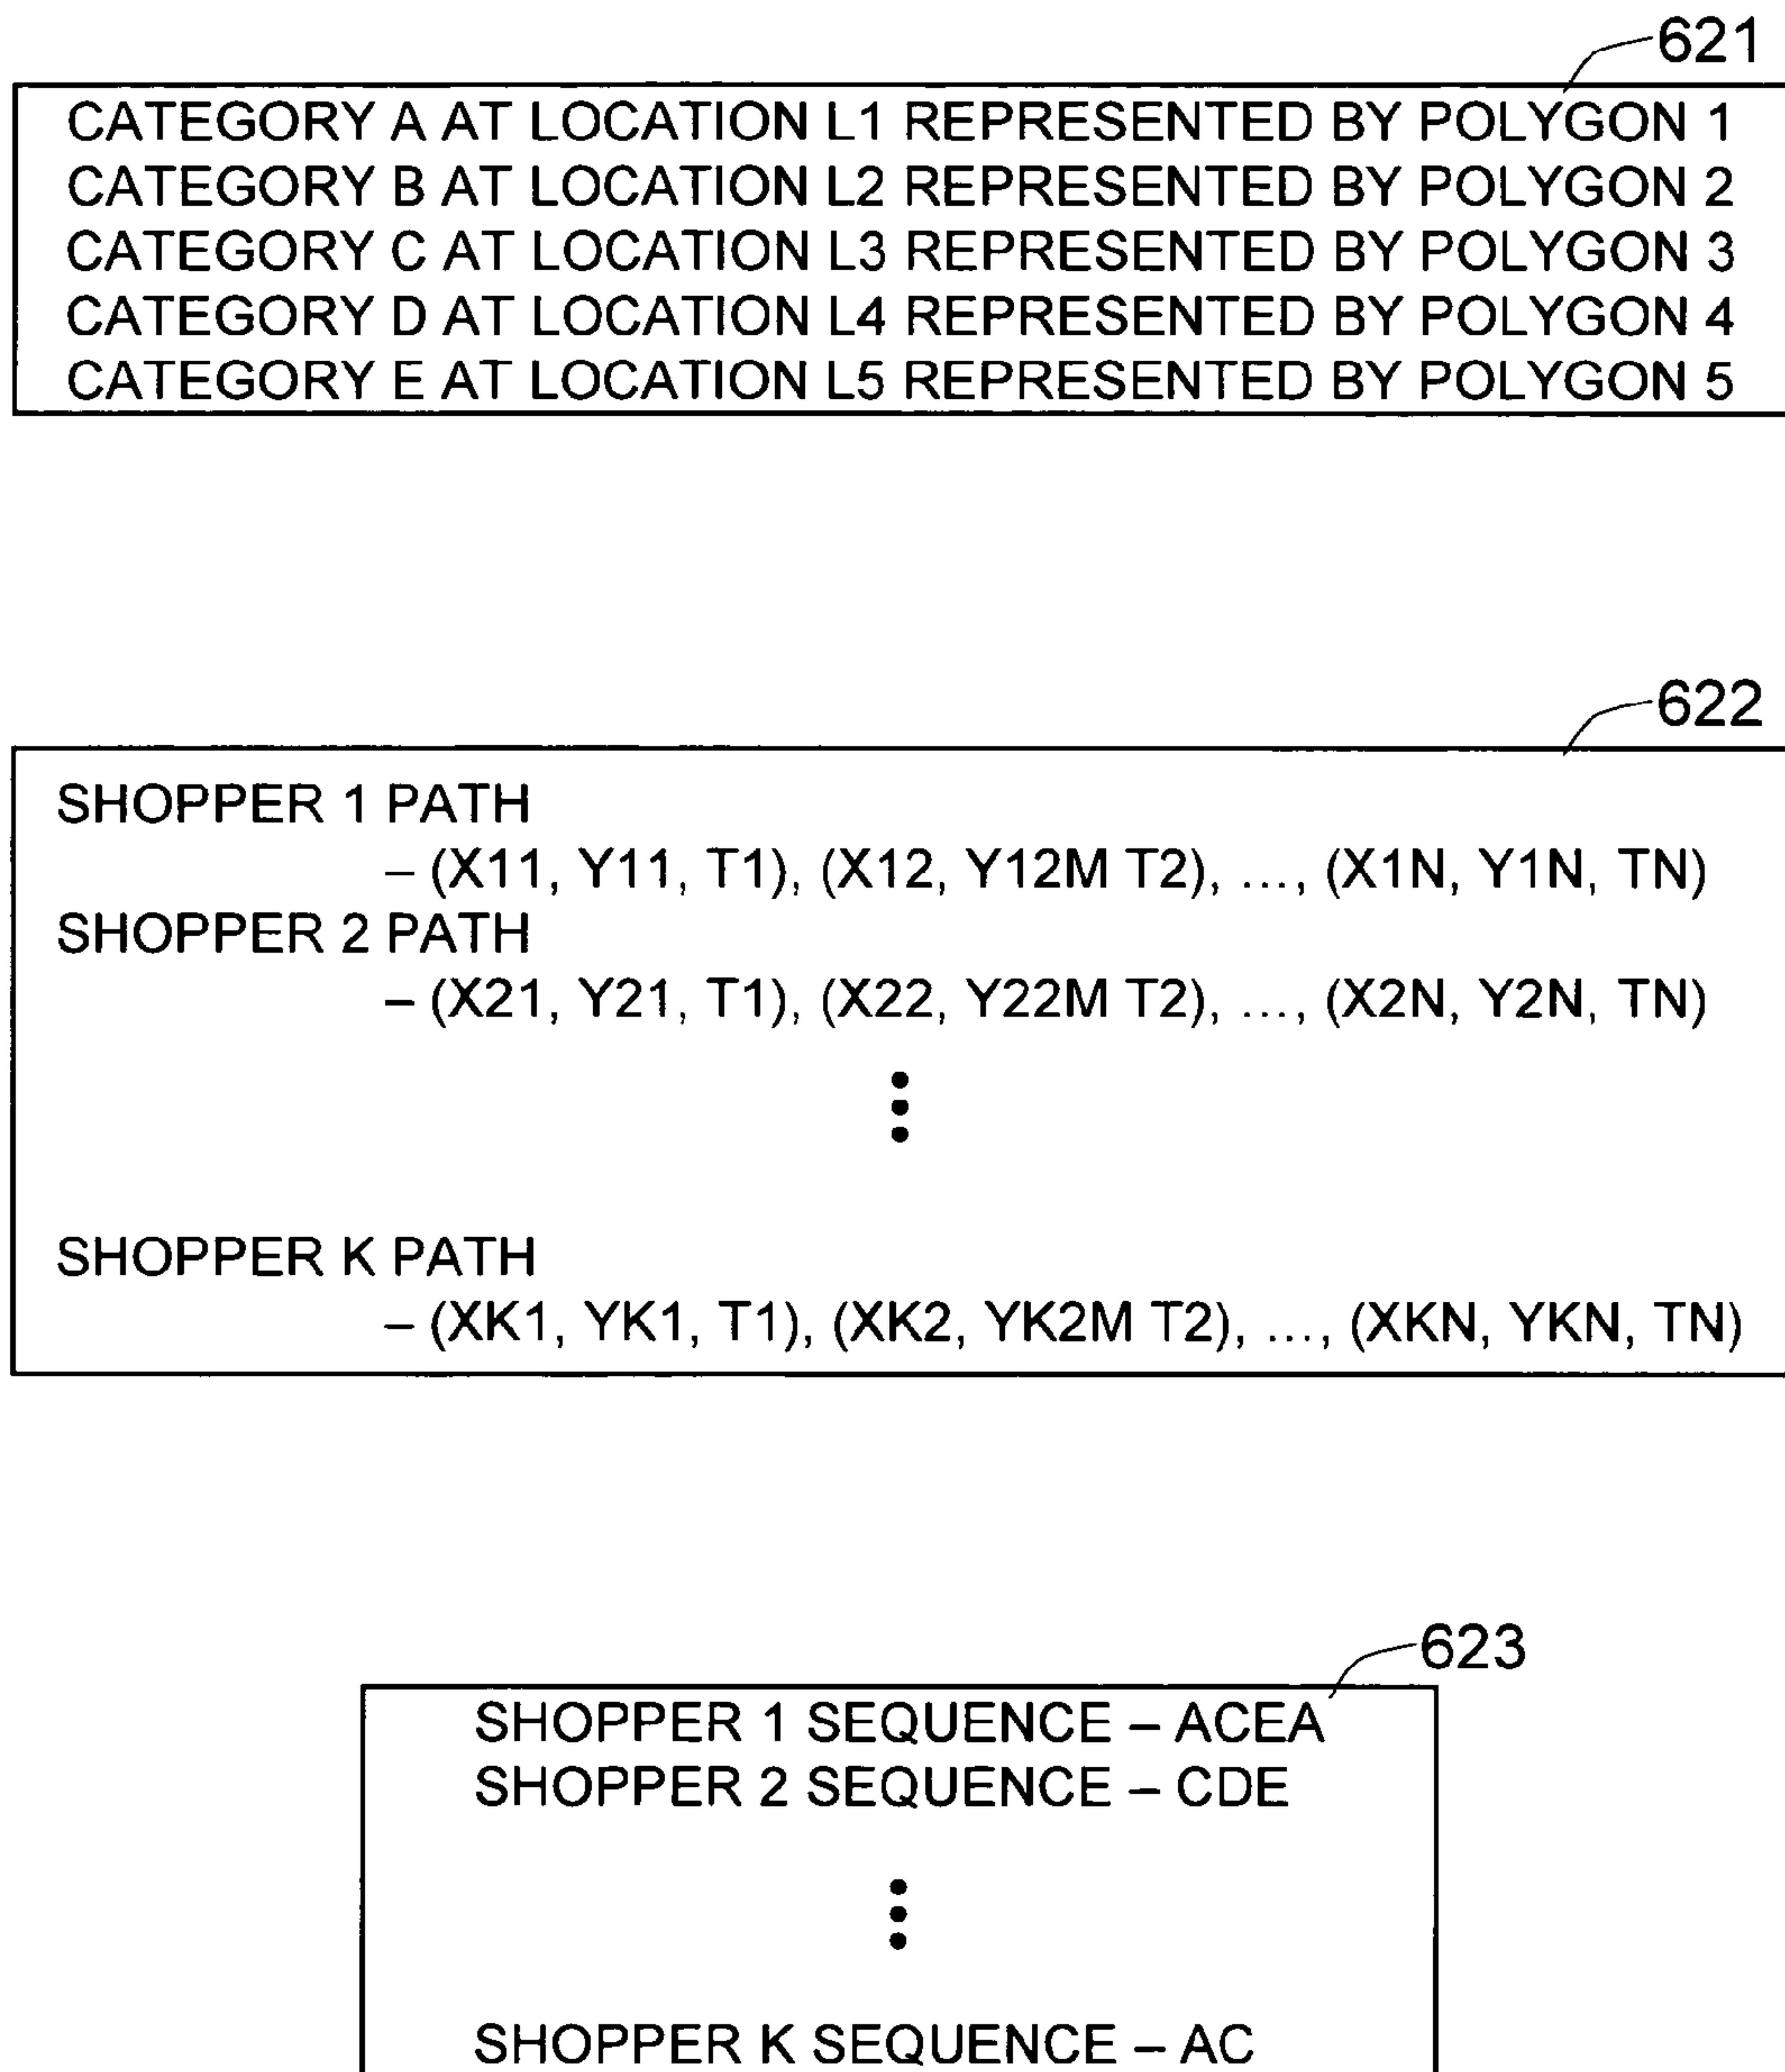 621
CATEGORY A AT LOCATION L1 REPRESENTED BY POLYGON 1
CATEGORY B AT LOCATION L2 REPRESENTED BY POLYGON 2
CATEGORY C AT LOCATION L3 REPRESENTED BY POLYGON 3
CATEGORY D AT LOCATION L4 REPRESENTED BY POLYGON 4
CATEGORY E AT LOCATION L5 REPRESENTED BY POLYGON 5
622
SHOPPER 1 PATH
– (X11, Y11, T1), (X12, Y12M T2), ..., (X1N, Y1N, TN)
SHOPPER 2 PATH
– (X21, Y21, T1), (X22, Y22M T2), ..., (X2N, Y2N, TN)
SHOPPER K PATH
– (XK1, YK1, T1), (XK2, YK2M T2), ..., (XKN, YKN, TN)
623
SHOPPER 1 SEQUENCE – ACEA
SHOPPER 2 SEQUENCE – CDE
SHOPPER K SEQUENCE – AC